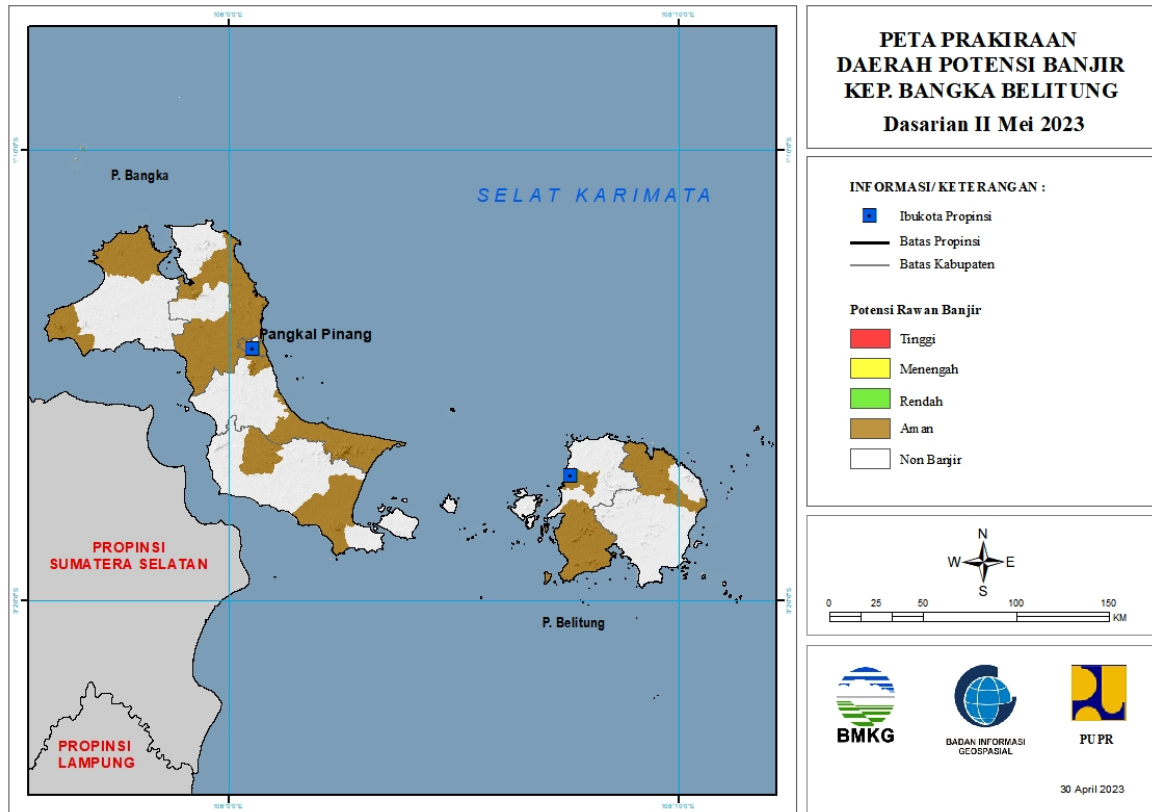 PETA PRAKIRAAN
DAERAH POTENSI BANJIR
KEP. BANGKA BELITUNG
Dasarian II Mei 2023
INFORMASI/ KETERANGAN :
Ibukota Propinsi
Batas Propinsi
Batas Kabupaten
Potensi Rawan Banjir
Tinggi
Menengah
Rendah
Aman
Non Banjir
N
W E
S
0 25 50 100 150
KM
BMKG
BADAN INFORMASI
GEOSPASIAL
PUPR
30 April 2023
P. Bangka
SELAT KARIMATA
Pangkal Pinang
PROPINSI
SUMATERA SELATAN
P. Belitung
PROPINSI
LAMPUNG